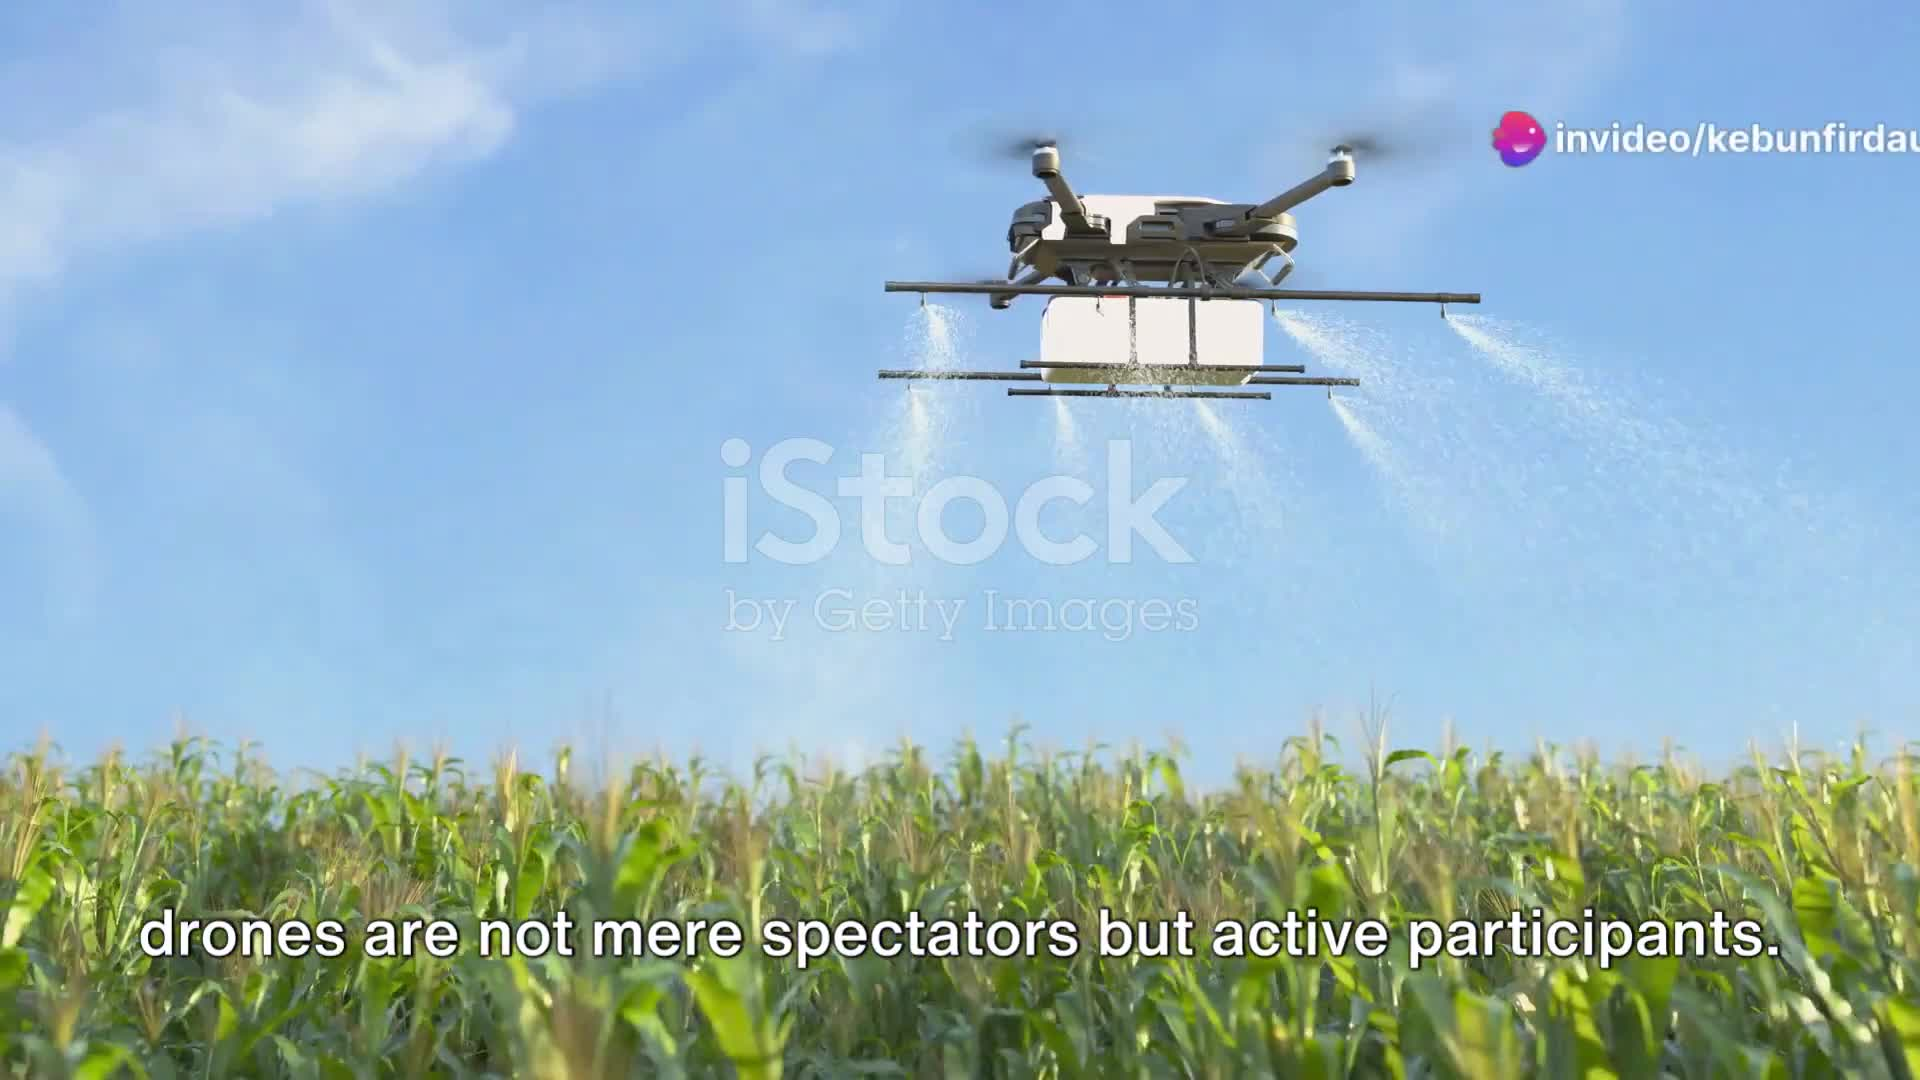 invideo/kebunfirdau
iStock
by Getty Images
drones are not mere spectators but active participants.